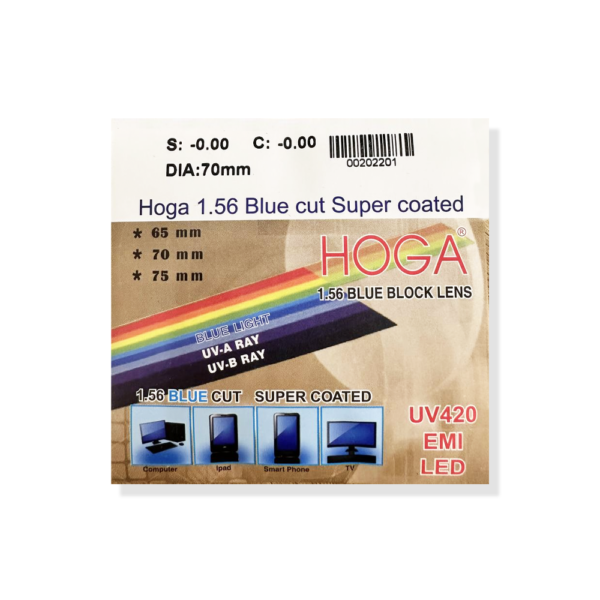 S: -0.00 C: -0.00
00202201
DIA:70mm
Hoga 1.56 Blue cut Super coated
* 65 mm
* 70 mm
* 75 mm
HOGA®
1.56 BLUE BLOCK LENS
BLUE LIGHT
UV-A RAY
UV-B RAY
1.56 BLUE CUT SUPER COATED
UV420
EMI
LED
Computer Ipad Smart Phone TV